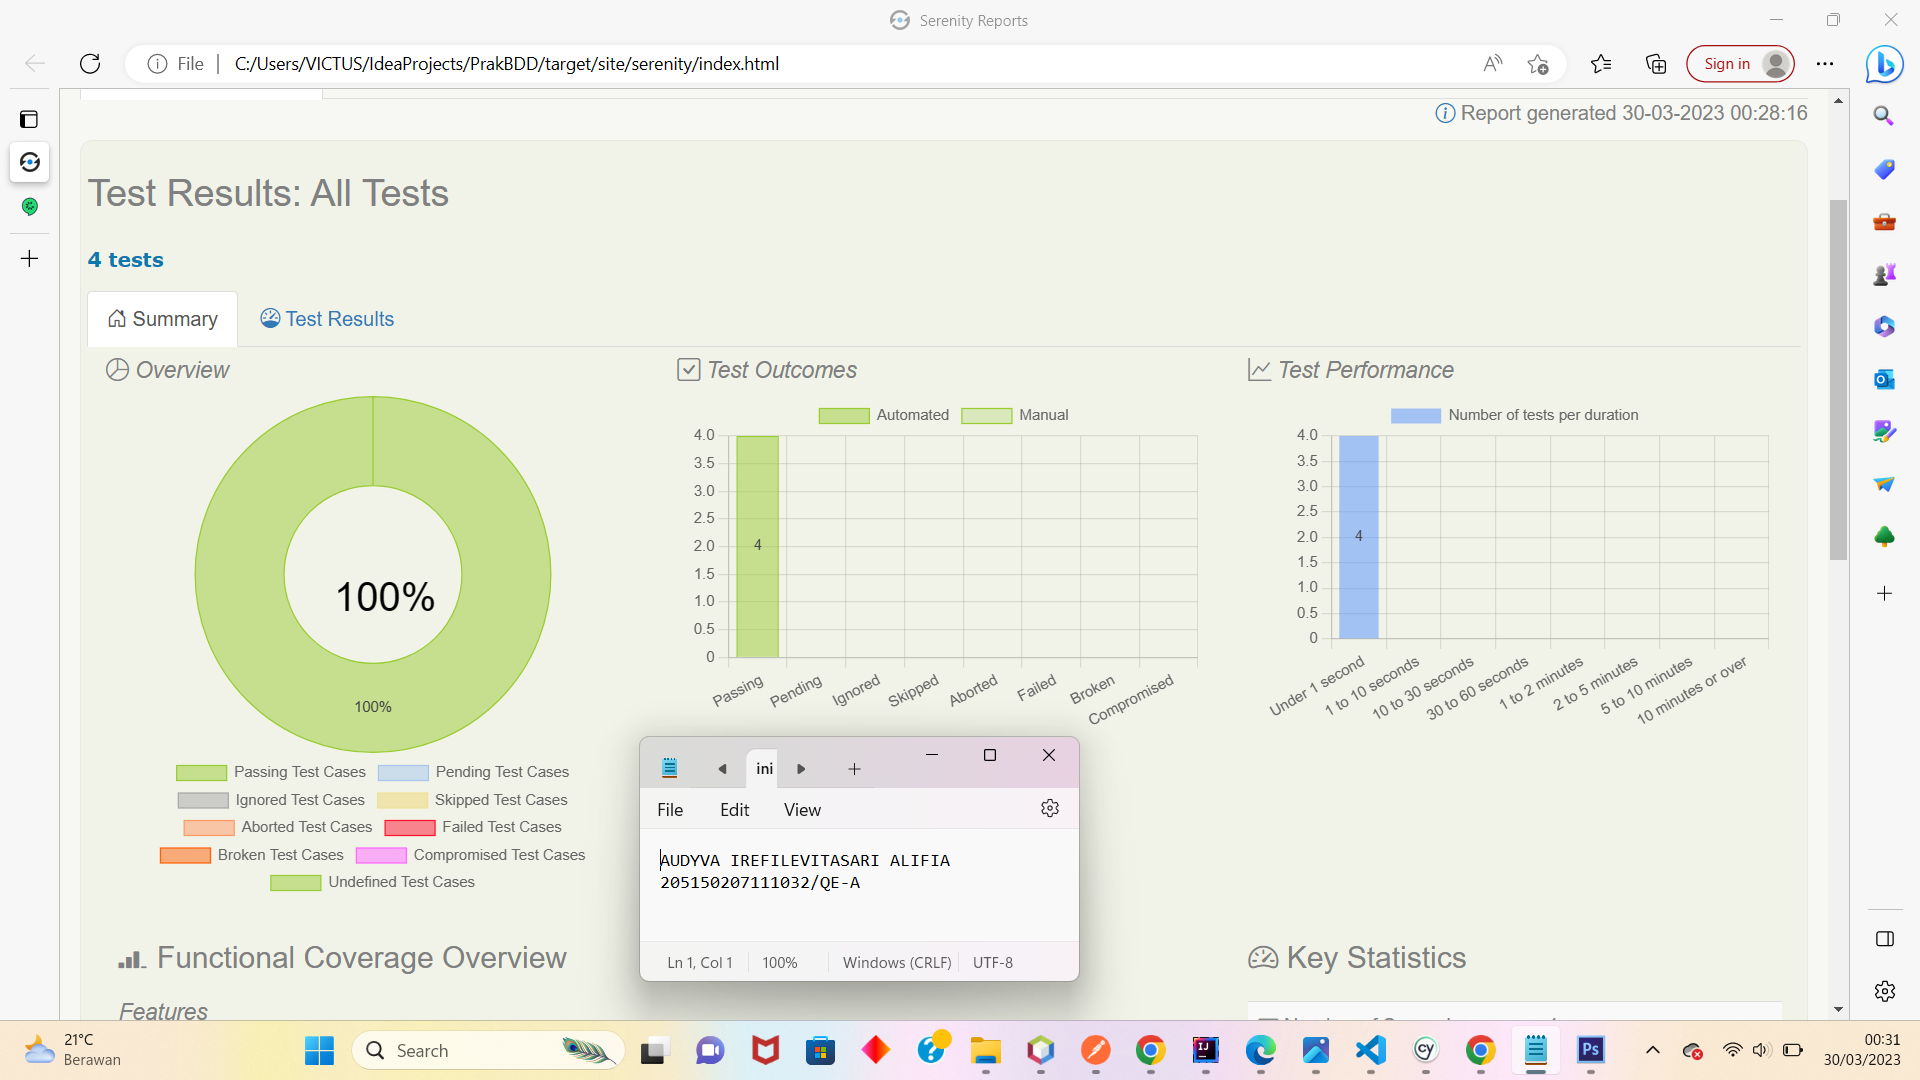 Serenity Reports
File
C:/Users/VICTUS/IdeaProjects/PrakBDD/target/site/serenity/index.html
Sign in
Report generated 30-03-2023 00:28:16
Test Results: All Tests
4 tests
Summary
Test Results
Overview
100%
100%
Passing Test Cases
Pending Test Cases
Ignored Test Cases
Skipped Test Cases
Aborted Test Cases
Failed Test Cases
Broken Test Cases
Compromised Test Cases
Undefined Test Cases
Test Outcomes
Automated
Manual
4.0
3.5
3.0
2.5
2.0
1.5
1.0
0.5
0
4
Passing
Pending
Ignored
Skipped
Aborted
Failed
Broken
Compromised
Test Performance
Number of tests per duration
4.0
3.5
3.0
2.5
2.0
1.5
1.0
0.5
0
4
Under 1 second
1 to 10 seconds
10 to 30 seconds
30 to 60 seconds
1 to 2 minutes
2 to 5 minutes
5 to 10 minutes
10 minutes or over
ini
File
Edit
View
AUDYVA IREFILEVITASARI ALIFIA
205150207111032/QE-A
Ln 1, Col 1
100%
Windows (CRLF)
UTF-8
Functional Coverage Overview
Features
Key Statistics
21°C
Berawan
Search
IJ
cy
Ps
00:31
30/03/2023